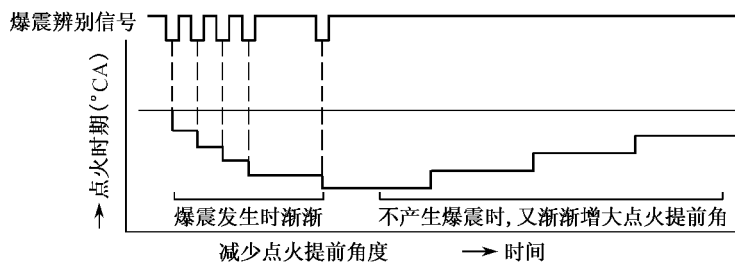 爆震辨别信号
点火时期(°CA)
爆震发生时渐渐
不产生爆震时,又渐渐增大点火提前角
减少点火提前角度
时间